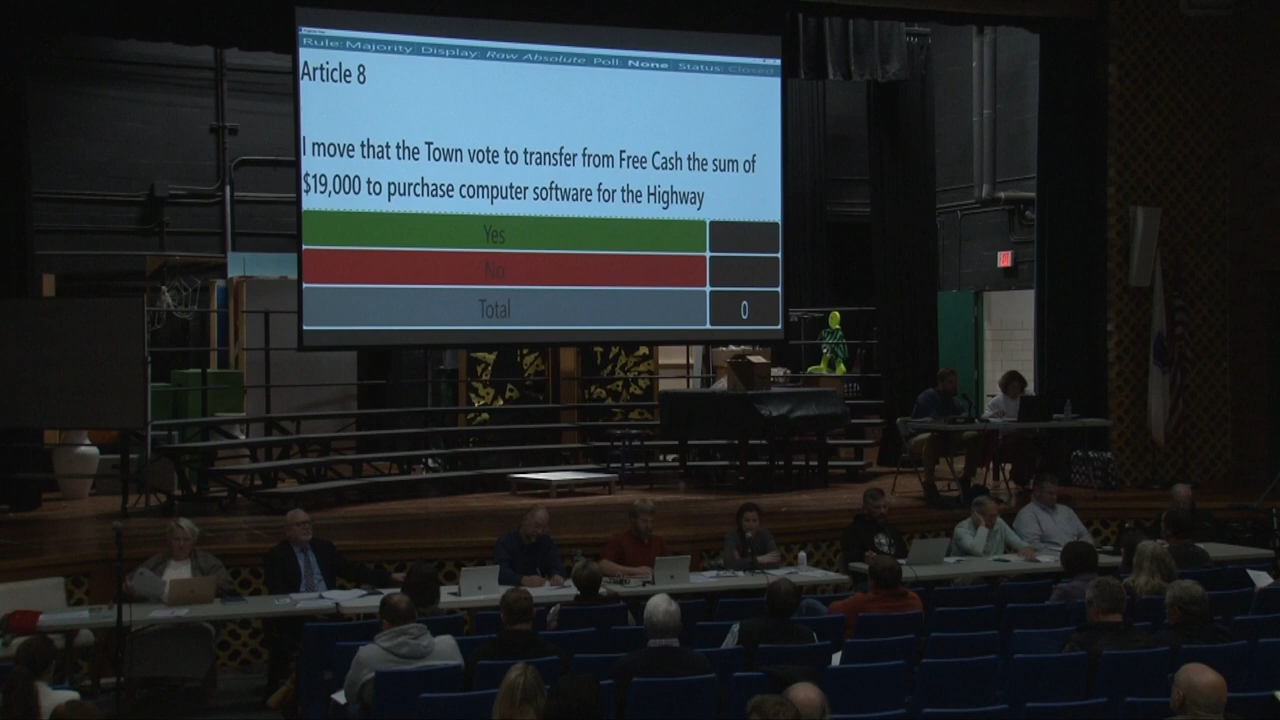 Rule: Majority Display: Raw Absolute Poll: None Status: Closed
Article 8
I move that the Town vote to transfer from Free Cash the sum of
$19,000 to purchase computer software for the Highway
Yes
No
Total 0
EXIT